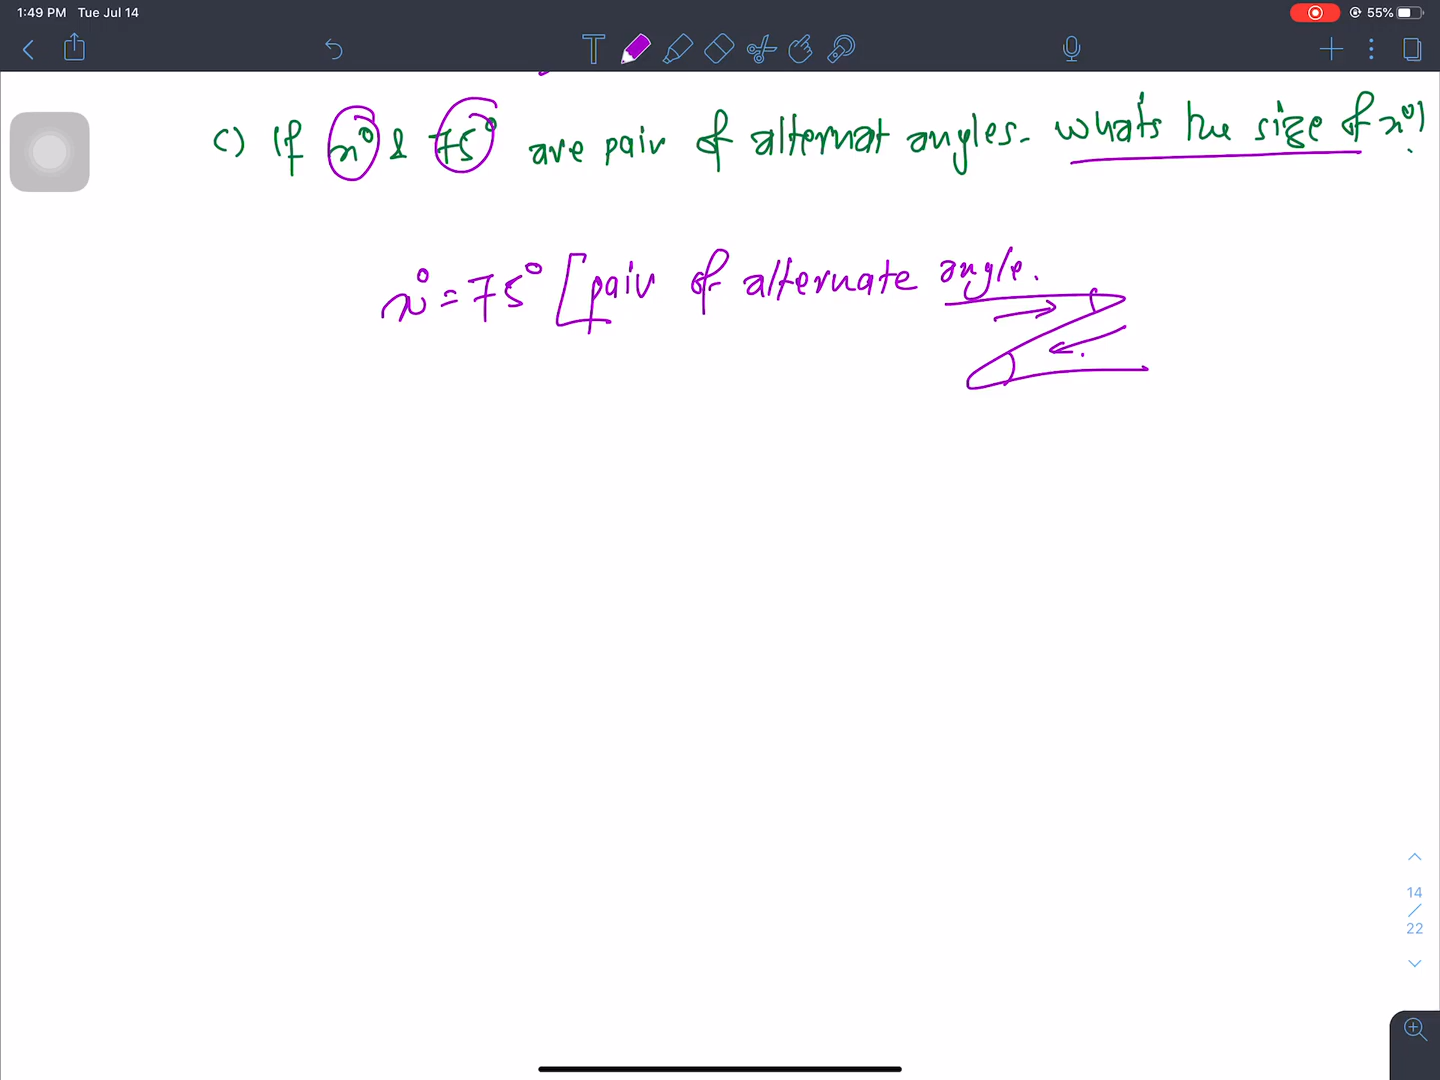 1:49 PM Tue Jul 14
55%
c) If x° & 75° are pair of alternat angles. what's the size of x°?
x° = 75° [pair of alternate angle.
14
/
22